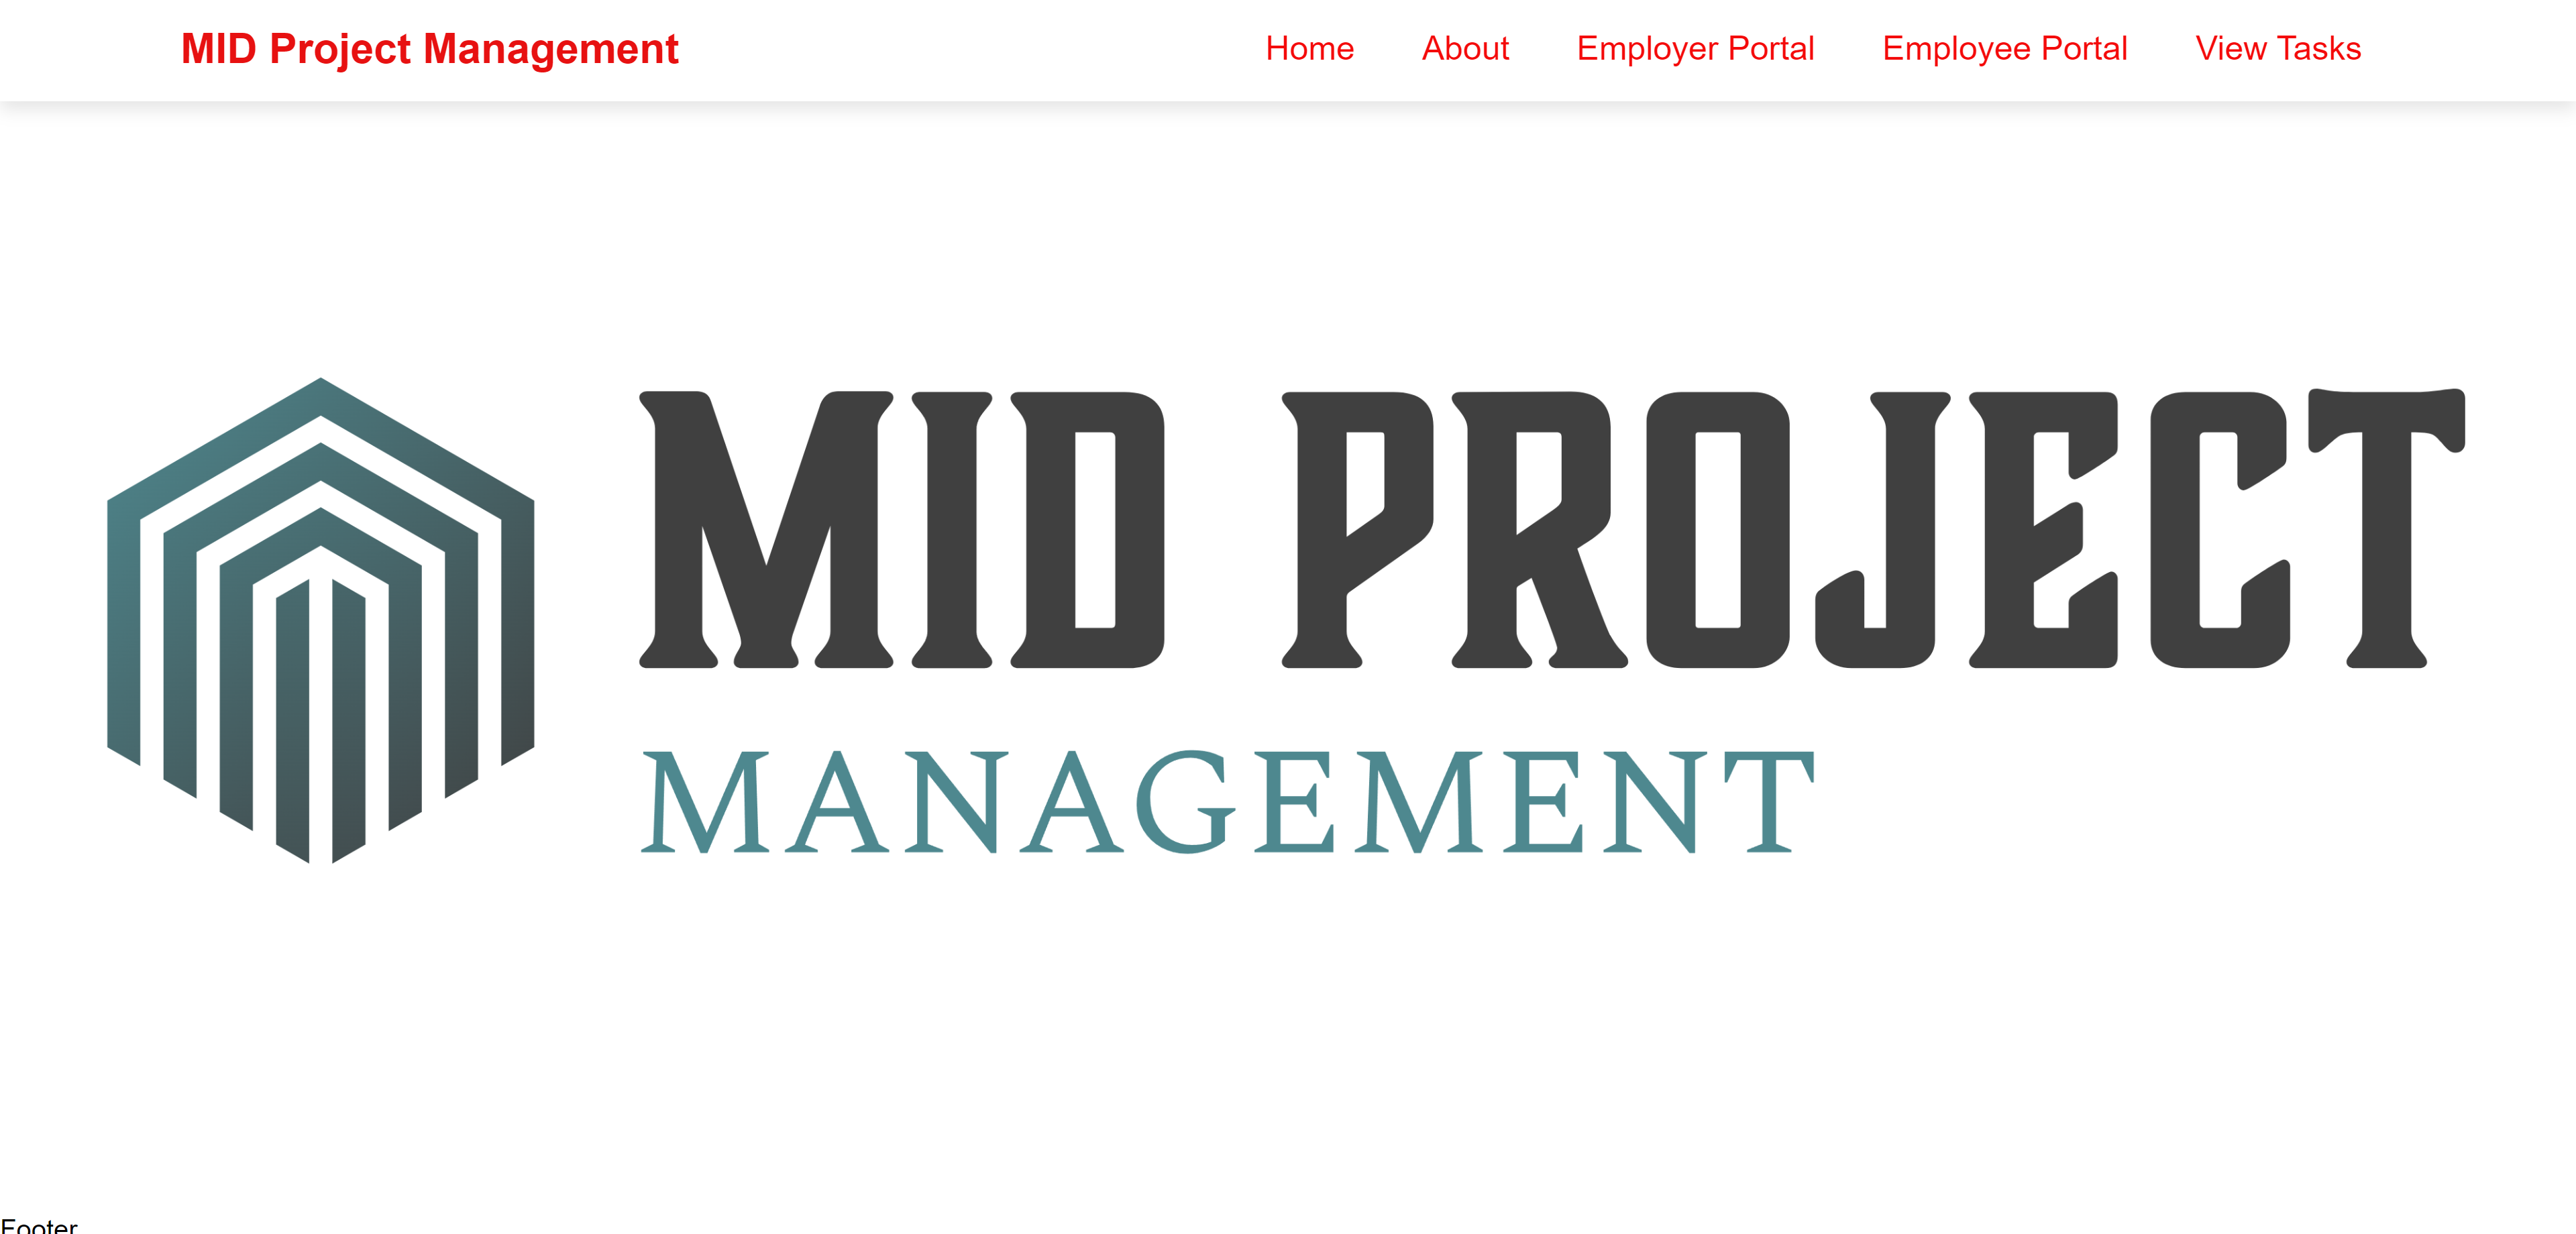 MID Project Management
Home About Employer Portal Employee Portal View Tasks
MID PROJECT
MANAGEMENT
Footer